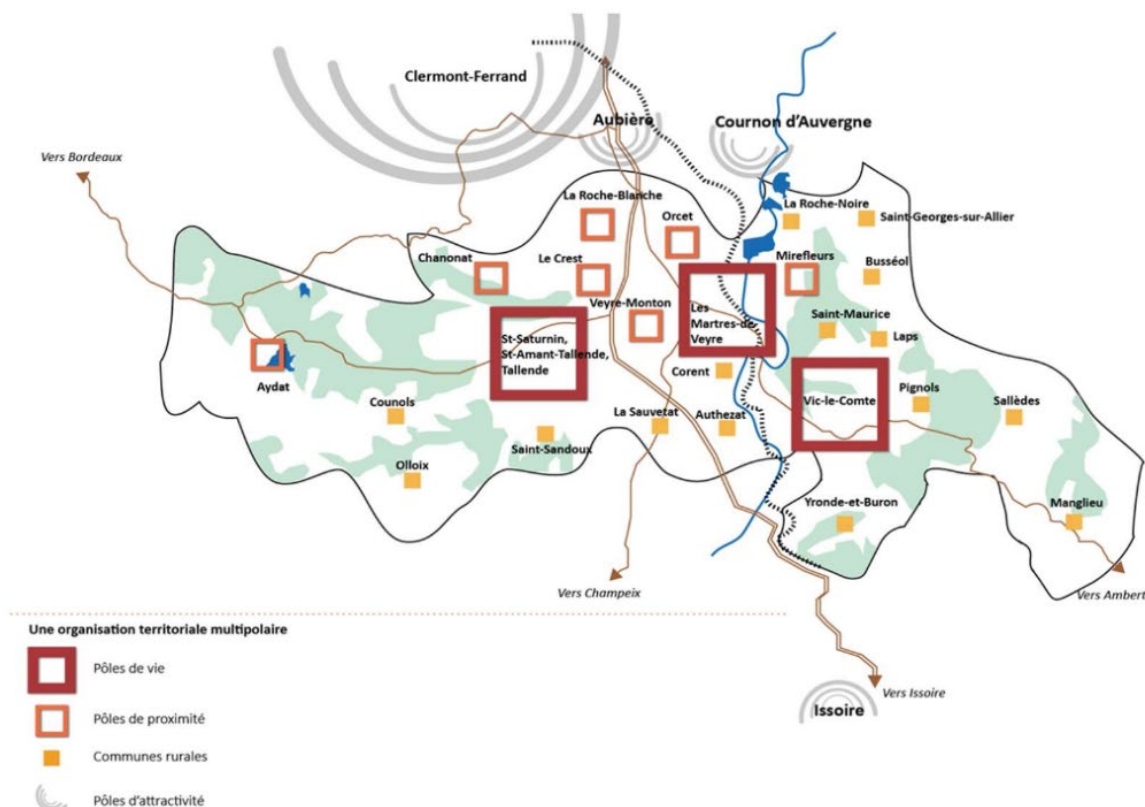 Clermont-Ferrand
Aubière
Cournon d'Auvergne
Vers Bordeaux
La Roche-Blanche
Orcet
La Roche-Noire
Saint-Georges-sur-Allier
Chanonat
Le Crest
Mirefleurs
Busséol
Veyre-Monton
Les
Martres-de-
Veyre
Saint-Maurice
Laps
St-Saturnin,
St-Amant-Tallende,
Tallende
Aydat
Corent
Vic-le-Comte
Pignols
Sallèdes
Counols
La Sauvetat
Authezat
Saint-Sandoux
Olloix
Yronde-et-Buron
Manglieu
Vers Champeix
Vers Ambert
Vers Issoire
Issoire
Une organisation territoriale multipolaire
Pôles de vie
Pôles de proximité
Communes rurales
Pôles d'attractivité